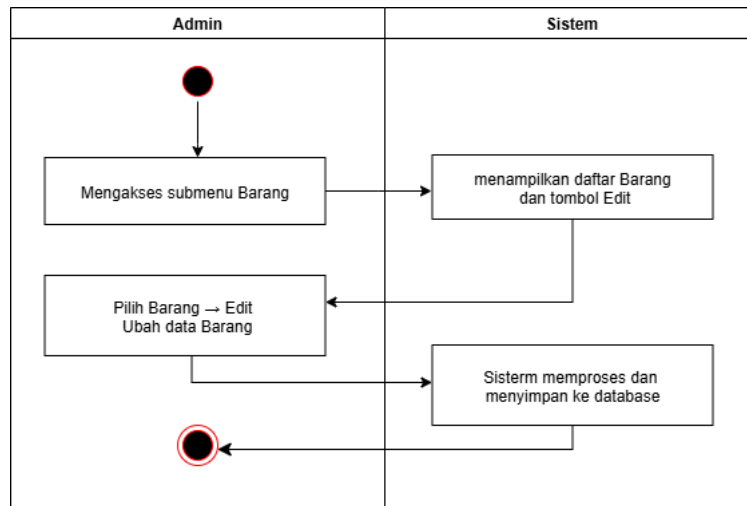 Admin
Sistem
Mengakses submenu Barang
menampilkan daftar Barang
dan tombol Edit
Pilih Barang → Edit
Ubah data Barang
Sisterm memproses dan
menyimpan ke database